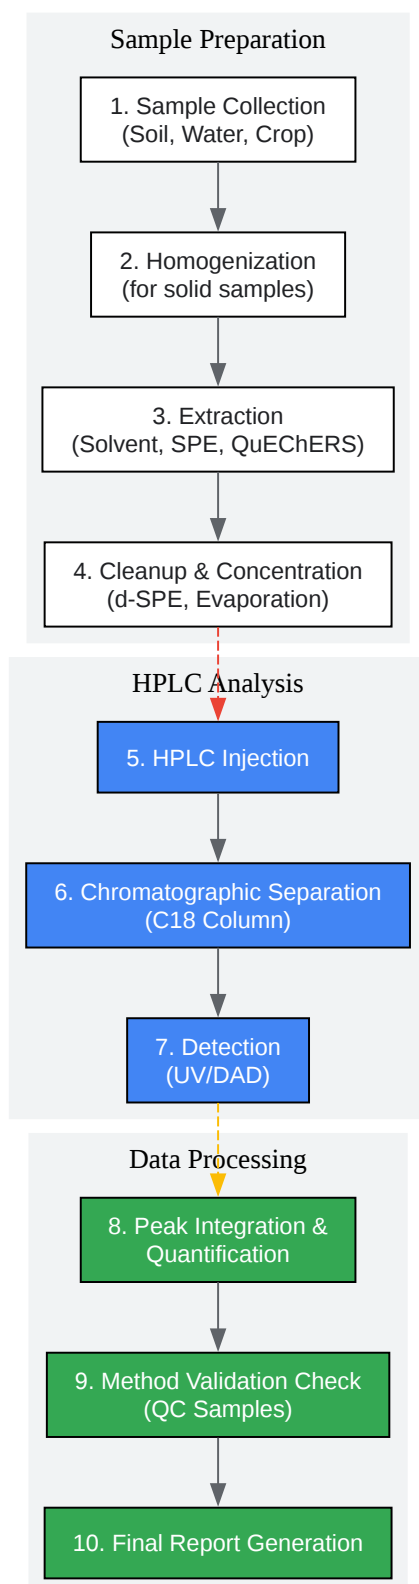 Sample Preparation
1. Sample Collection
(Soil, Water, Crop)
2. Homogenization
(for solid samples)
3. Extraction
(Solvent, SPE, QuEChERS)
4. Cleanup & Concentration
(d-SPE, Evaporation)
HPLC Analysis
5. HPLC Injection
6. Chromatographic Separation
(C18 Column)
7. Detection
(UV/DAD)
Data Processing
8. Peak Integration &
Quantification
9. Method Validation Check
(QC Samples)
10. Final Report Generation